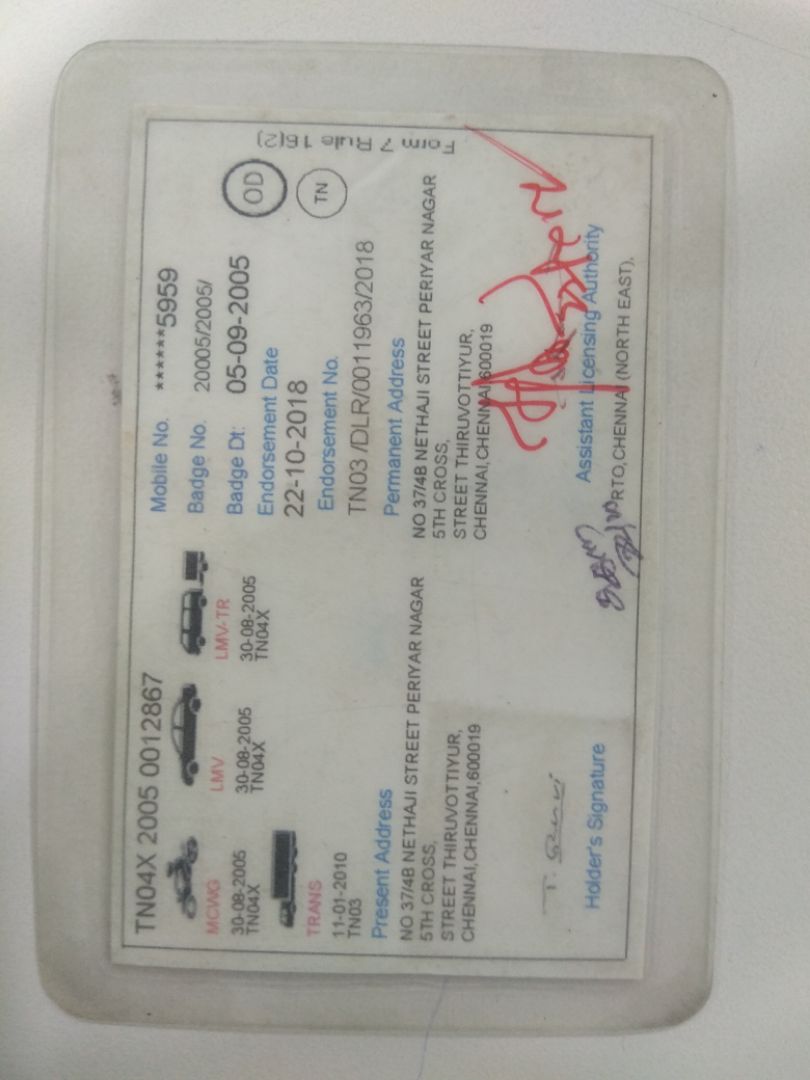 Form 7 Rule 16(2)
TN04X 2005 0012867
MCWG
30-08-2005
TN04X
LMV
30-08-2005
TN04X
LMV-TR
30-08-2005
TN04X
TRANS
11-01-2010
TN03
Mobile No. ******5959
Badge No. 20005/2005/
Badge Dt: 05-09-2005
Endorsement Date
22-10-2018
Endorsement No.
TN03 /DLR/0011963/2018
OD
TN
Present Address
NO 37/4B NETHAJI STREET PERIYAR NAGAR
5TH CROSS,
STREET THIRUVOTTIYUR,
CHENNAI,CHENNAI,600019
Permanent Address
NO 37/4B NETHAJI STREET PERIYAR NAGAR
5TH CROSS,
STREET THIRUVOTTIYUR,
CHENNAI,CHENNAI,600019
Holder's Signature
Assistant Licensing Authority
RTO,CHENNAI (NORTH EAST),